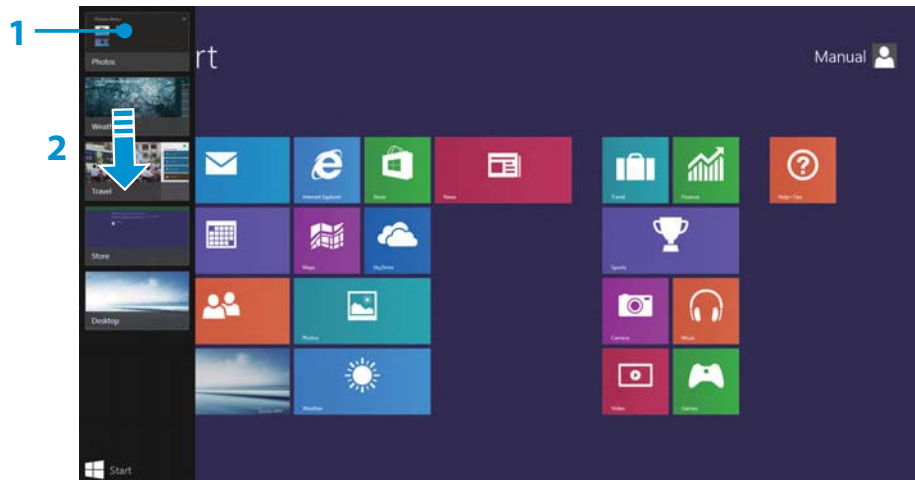 1
2
Photos
Weath
Travel
Store
Desktop
Start
rt
Manual
Internet Explorer
Store
News
Travel
Finance
Help+Tips
Maps
SkyDrive
Sports
Photos
Camera
Music
Weather
Video
Games